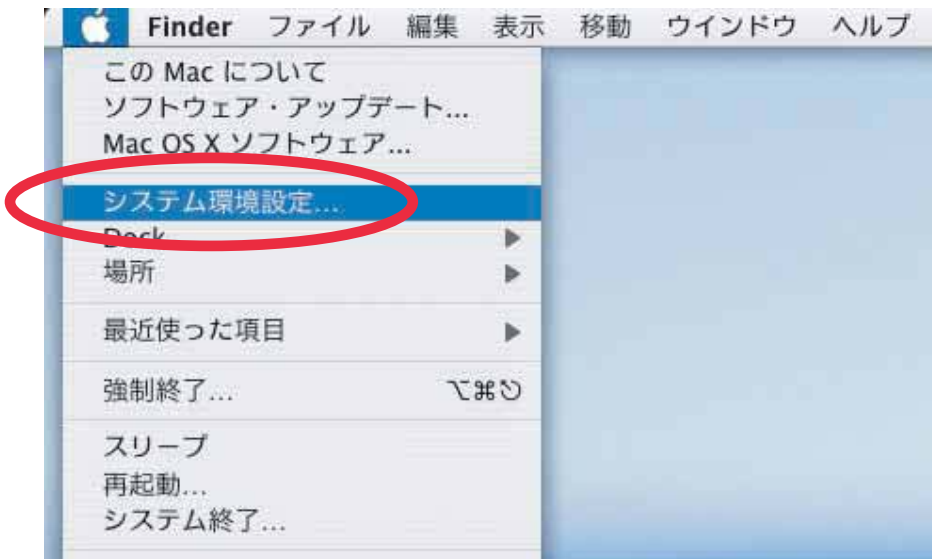 Finder ファイル 編集 表示 移動 ウインドウ ヘルプ
この Mac について
ソフトウェア・アップデート...
Mac OS X ソフトウェア...
システム環境設定...
Dock
場所
最近使った項目
強制終了... ⌥⌘⎋
スリープ
再起動...
システム終了...